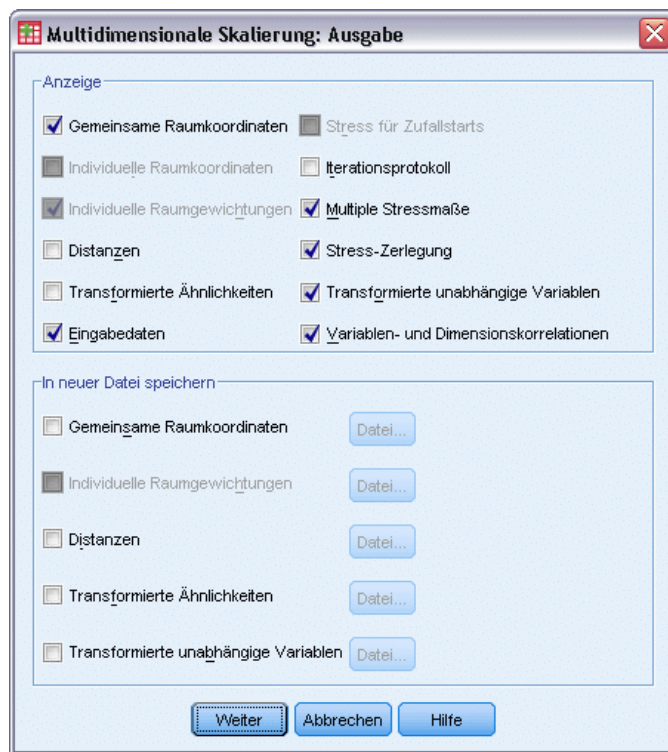 Multidimensionale Skalierung: Ausgabe
Anzeige
Gemeinsame Raumkoordinaten
Stress für Zufallstarts
Individuelle Raumkoordinaten
Iterationsprotokoll
Individuelle Raumgewichtungen
Multiple Stressmaße
Distanzen
Stress-Zerlegung
Transformierte Ähnlichkeiten
Transformierte unabhängige Variablen
Eingabedaten
Variablen- und Dimensionskorrelationen
In neuer Datei speichern
Gemeinsame Raumkoordinaten
Datei...
Individuelle Raumgewichtungen
Datei...
Distanzen
Datei...
Transformierte Ähnlichkeiten
Datei...
Transformierte unabhängige Variablen
Datei...
Weiter
Abbrechen
Hilfe